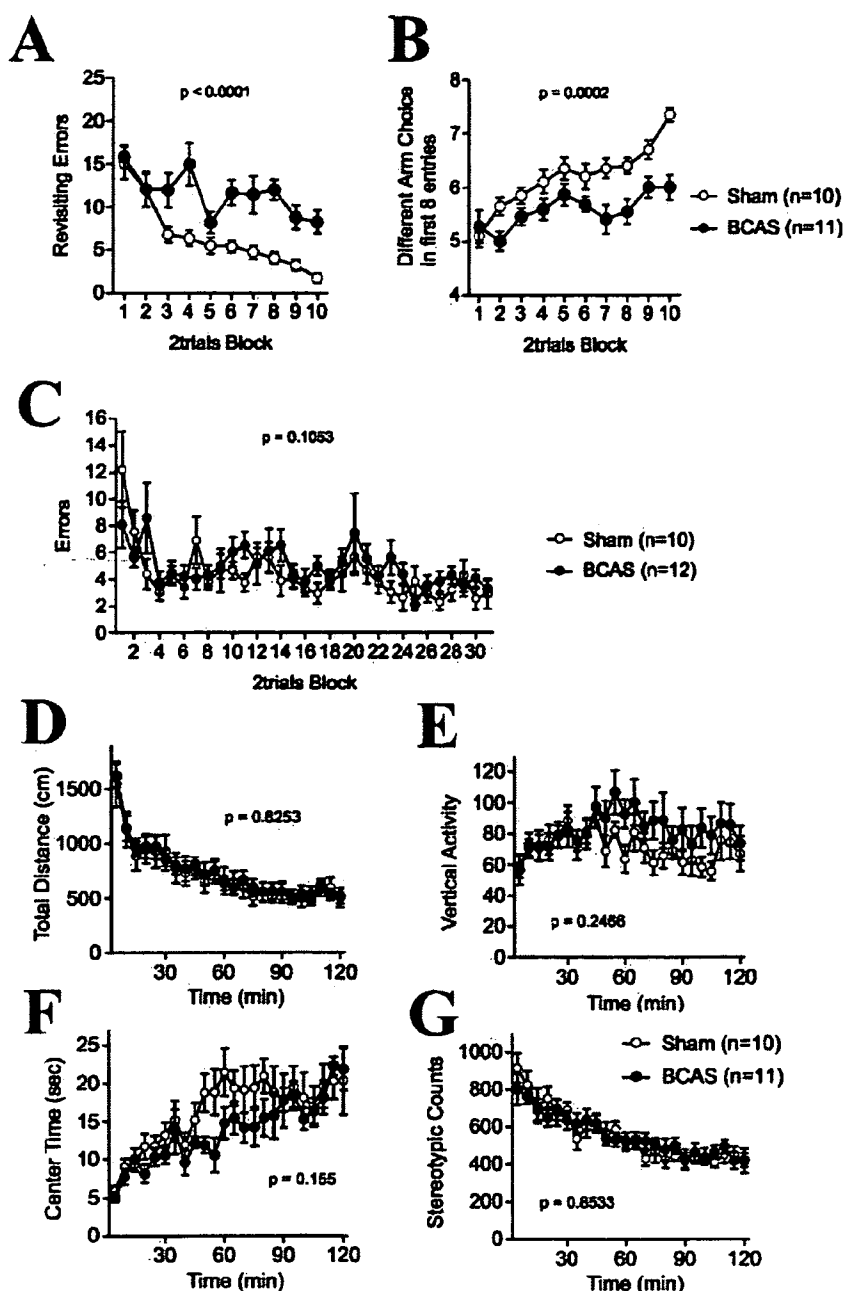 A
p < 0.0001
Revisiting Errors
25
20
15
10
5
0
1 2 3 4 5 6 7 8 9 10
2trials Block
B
p = 0.0002
Different Arm Choice
in first 8 entries
8
7
6
5
4
1 2 3 4 5 6 7 8 9 10
2trials Block
Sham (n=10)
BCAS (n=11)
C
p = 0.1053
Errors
16
14
12
10
8
6
4
2
0
2 4 6 8 10 12 14 16 18 20 22 24 26 28 30
2trials Block
Sham (n=10)
BCAS (n=12)
D
p = 0.8253
Total Distance (cm)
1500
1000
500
0
30 60 90 120
Time (min)
E
Vertical Activity
120
100
80
60
40
20
0
p = 0.2456
30 60 90 120
Time (min)
F
Center Time (sec)
25
20
15
10
5
0
p = 0.155
30 60 90 120
Time (min)
G
Sham (n=10)
BCAS (n=11)
Stereotypic Counts
1000
800
600
400
200
0
p = 0.8533
30 60 90 120
Time (min)